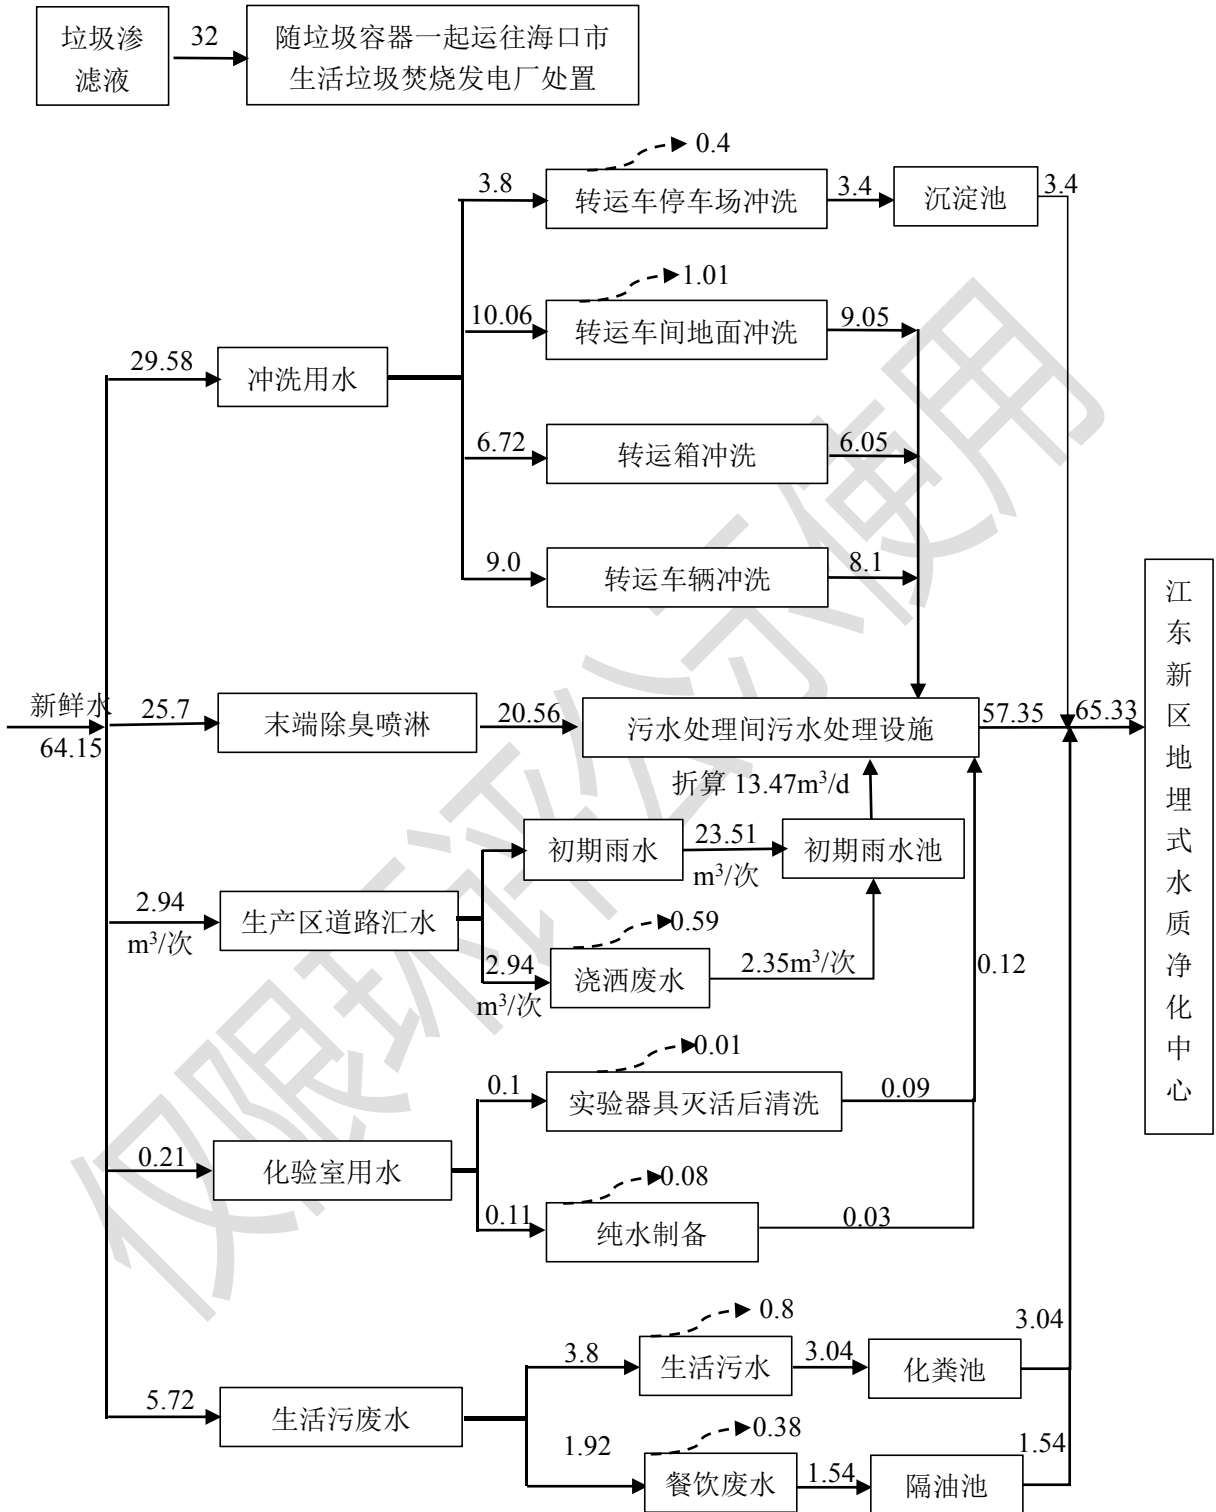 垃圾渗
滤液
32
随垃圾容器一起运往海口市
生活垃圾焚烧发电厂处置
0.4
3.8
转运车停车场冲洗
3.4
沉淀池
3.4
1.01
10.06
转运车间地面冲洗
9.05
29.58
冲洗用水
6.72
转运箱冲洗
6.05
9.0
转运车辆冲洗
8.1
新鲜水
64.15
25.7
末端除臭喷淋
20.56
污水处理间污水处理设施
57.35
65.33
江东新区地埋式水质净化中心
折算 13.47m³/d
初期雨水
23.51
m³/次
初期雨水池
2.94
m³/次
生产区道路汇水
0.59
2.94
m³/次
浇洒废水
2.35m³/次
0.12
0.01
0.1
实验器具灭活后清洗
0.09
0.21
化验室用水
0.08
0.11
纯水制备
0.03
0.8
3.8
生活污水
3.04
化粪池
3.04
5.72
生活污废水
0.38
1.92
餐饮废水
1.54
隔油池
1.54
仅限环评公示使用